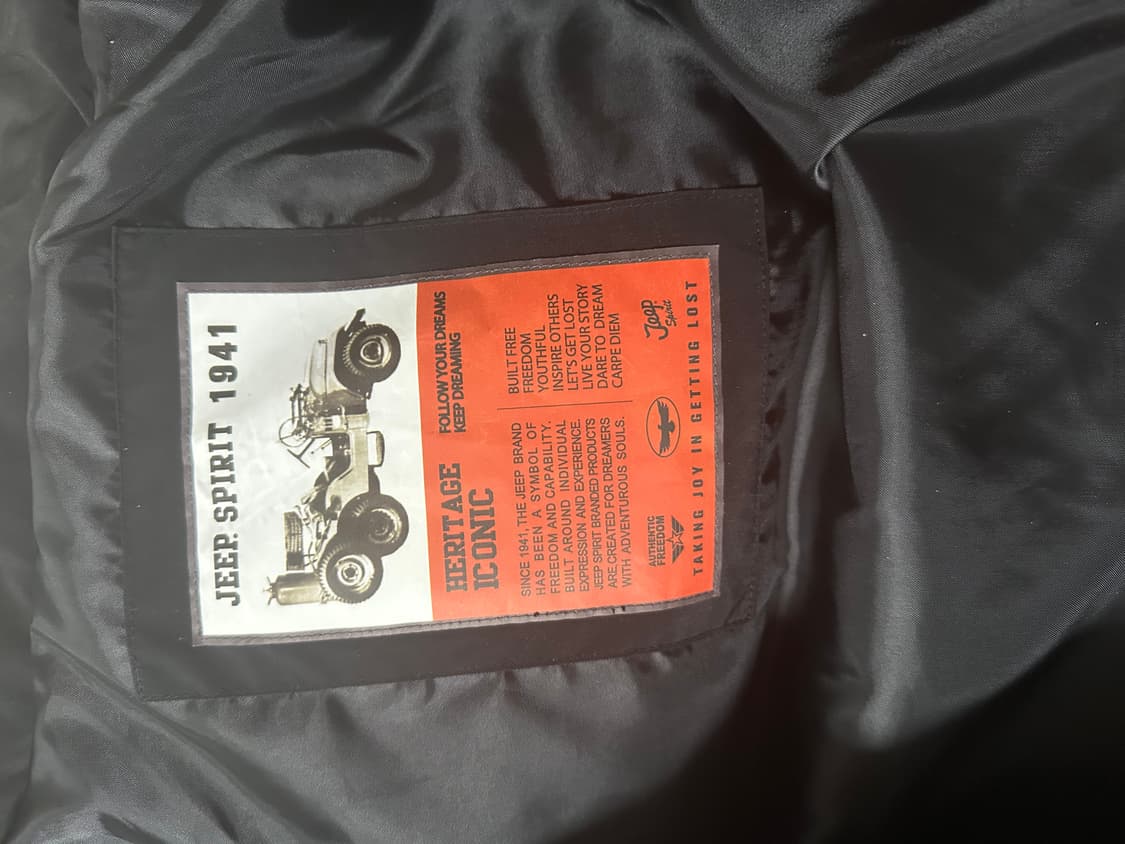 JEEP. SPIRIT 1941
HERITAGE
ICONIC
FOLLOW YOUR DREAMS
KEEP DREAMING
SINCE 1941, THE JEEP BRAND
HAS BEEN A SYMBOL OF
FREEDOM AND CAPABILITY.
BUILT AROUND INDIVIDUAL
EXPRESSION AND EXPERIENCE.
JEEP SPIRIT BRANDED PRODUCTS
ARE CREATED FOR DREAMERS
WITH ADVENTUROUS SOULS.
BUILT FREE
FREEDOM
YOUTHFUL
INSPIRE OTHERS
LET'S GET LOST
LIVE YOUR STORY
DARE TO DREAM
CARPE DIEM
AUTHENTIC
FREEDOM
Jeep
Spirit
TAKING JOY IN GETTING LOST